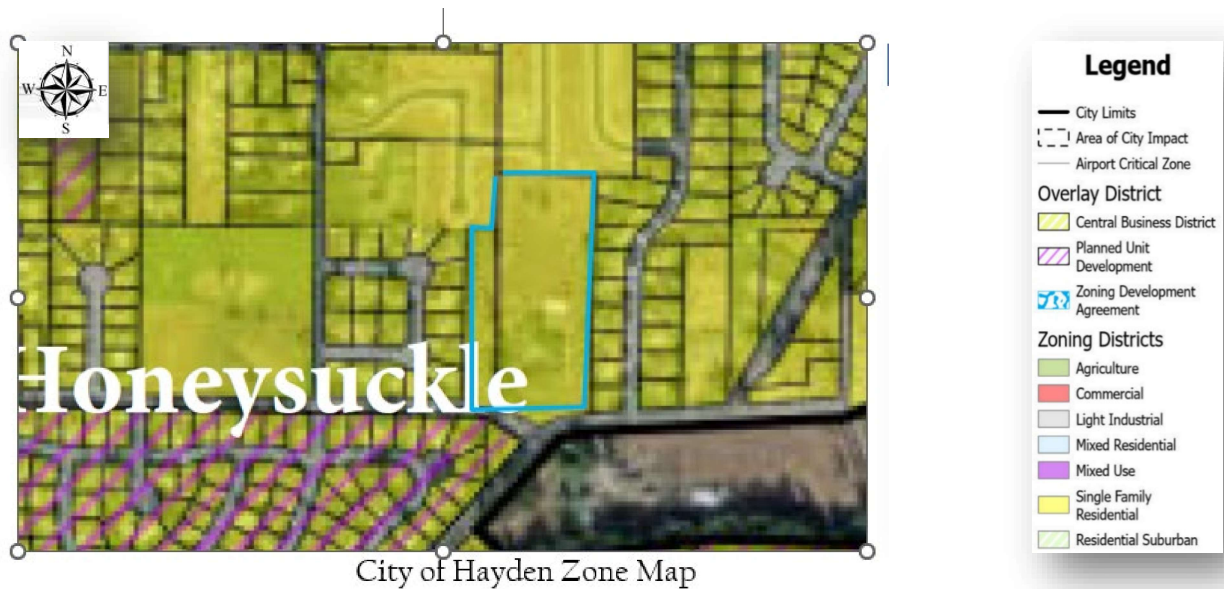 N
W E
S
Honeysuckle
City of Hayden Zone Map
Legend
City Limits
Area of City Impact
Airport Critical Zone
Overlay District
Central Business District
Planned Unit
Development
Zoning Development
Agreement
Zoning Districts
Agriculture
Commercial
Light Industrial
Mixed Residential
Mixed Use
Single Family
Residential
Residential Suburban